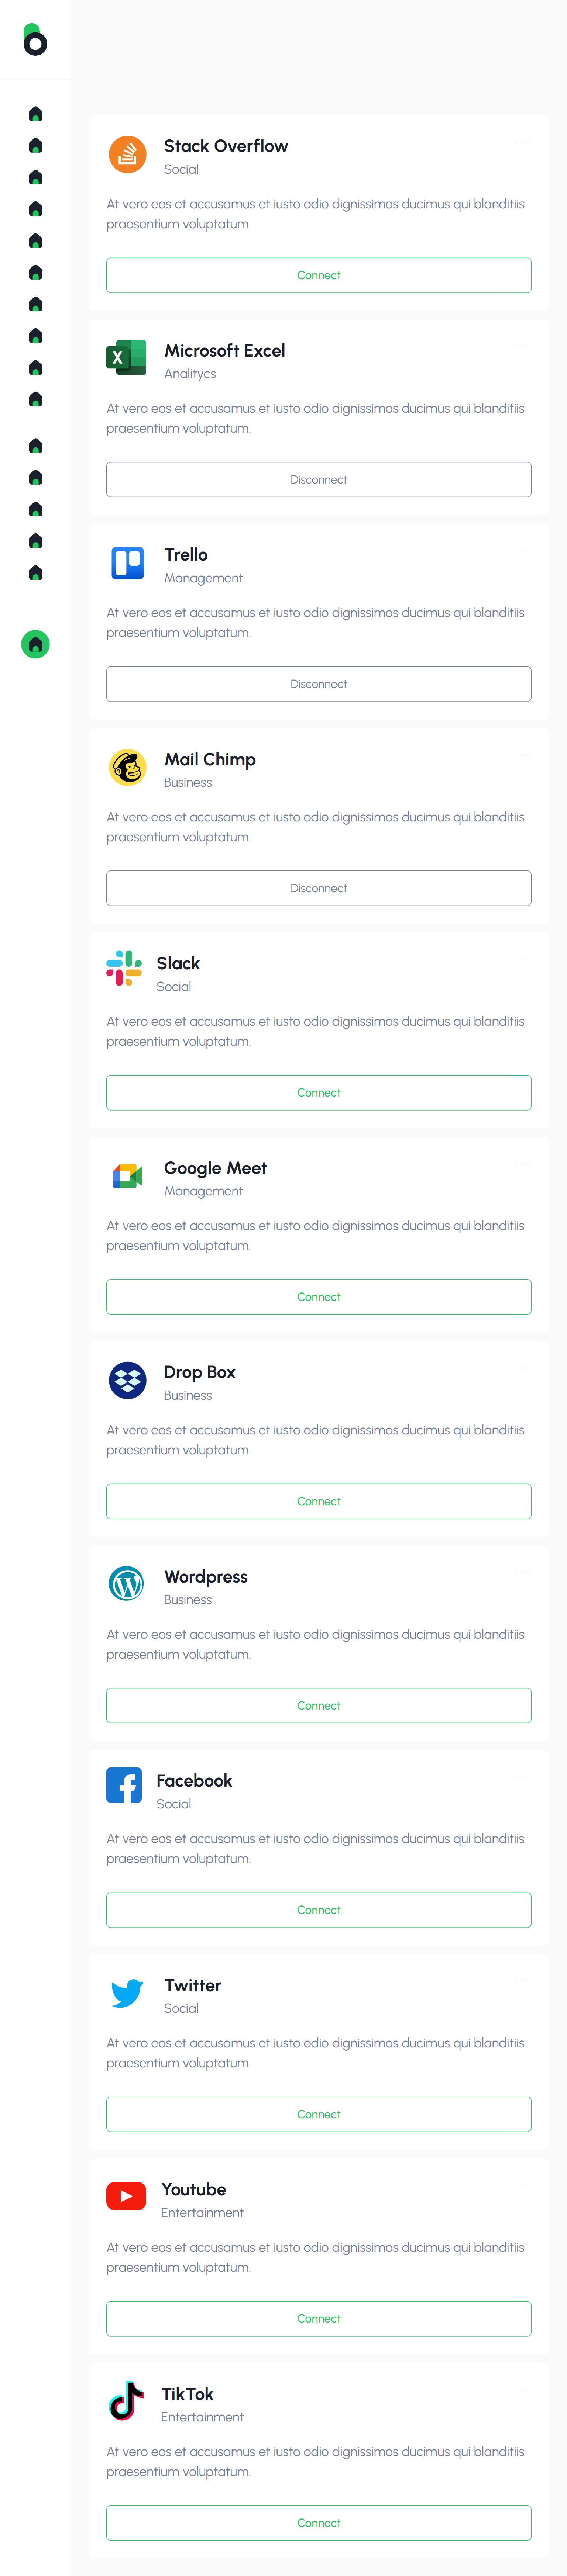 Stack Overflow
Social
At vero eos et accusamus et iusto odio dignissimos ducimus qui blanditiis
praesentium voluptatum.
Connect
Microsoft Excel
Analitycs
At vero eos et accusamus et iusto odio dignissimos ducimus qui blanditiis
praesentium voluptatum.
Disconnect
Trello
Management
At vero eos et accusamus et iusto odio dignissimos ducimus qui blanditiis
praesentium voluptatum.
Disconnect
Mail Chimp
Business
At vero eos et accusamus et iusto odio dignissimos ducimus qui blanditiis
praesentium voluptatum.
Disconnect
Slack
Social
At vero eos et accusamus et iusto odio dignissimos ducimus qui blanditiis
praesentium voluptatum.
Connect
Google Meet
Management
At vero eos et accusamus et iusto odio dignissimos ducimus qui blanditiis
praesentium voluptatum.
Connect
Drop Box
Business
At vero eos et accusamus et iusto odio dignissimos ducimus qui blanditiis
praesentium voluptatum.
Connect
Wordpress
Business
At vero eos et accusamus et iusto odio dignissimos ducimus qui blanditiis
praesentium voluptatum.
Connect
Facebook
Social
At vero eos et accusamus et iusto odio dignissimos ducimus qui blanditiis
praesentium voluptatum.
Connect
Twitter
Social
At vero eos et accusamus et iusto odio dignissimos ducimus qui blanditiis
praesentium voluptatum.
Connect
Youtube
Entertainment
At vero eos et accusamus et iusto odio dignissimos ducimus qui blanditiis
praesentium voluptatum.
Connect
TikTok
Entertainment
At vero eos et accusamus et iusto odio dignissimos ducimus qui blanditiis
praesentium voluptatum.
Connect